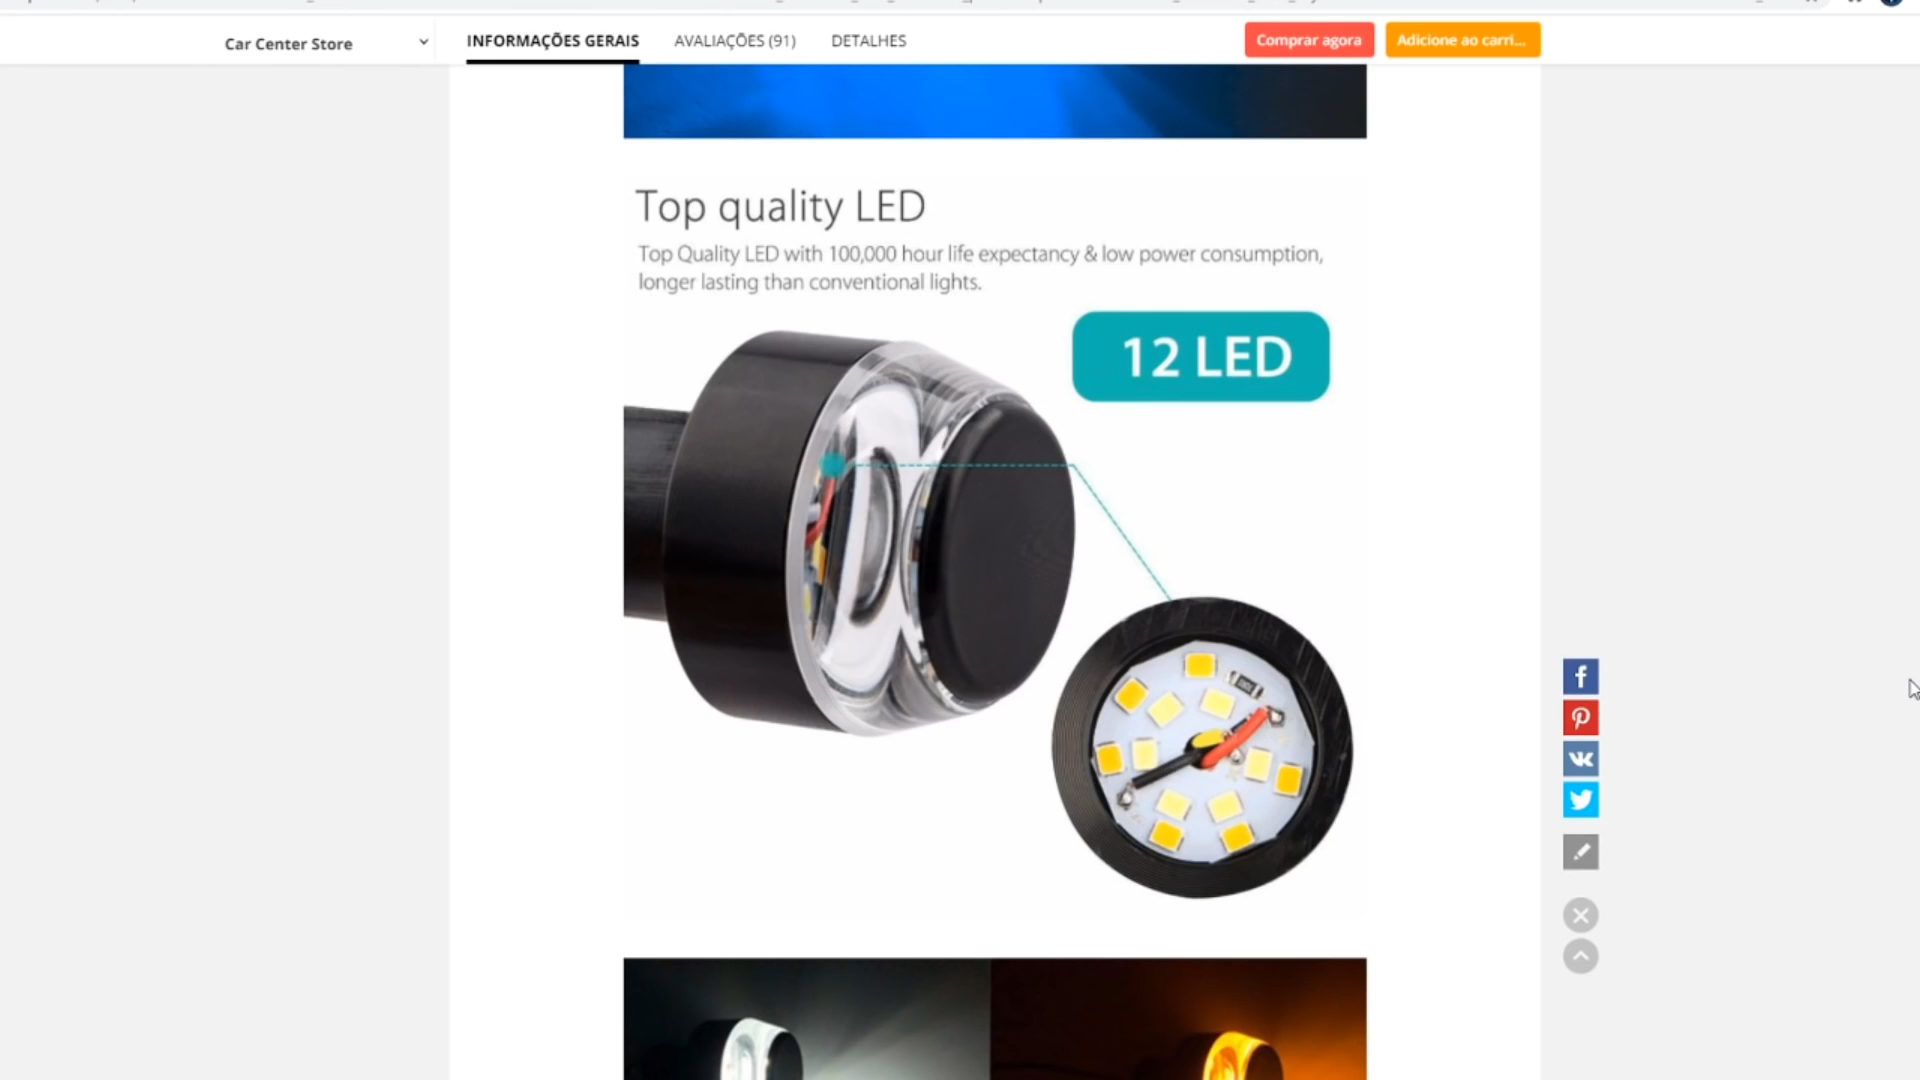 Car Center Store
INFORMAÇÕES GERAIS
AVALIAÇÕES (91)
DETALHES
Comprar agora
Adicione ao carri...
Top quality LED
Top Quality LED with 100,000 hour life expectancy & low power consumption,
longer lasting than conventional lights.
12 LED